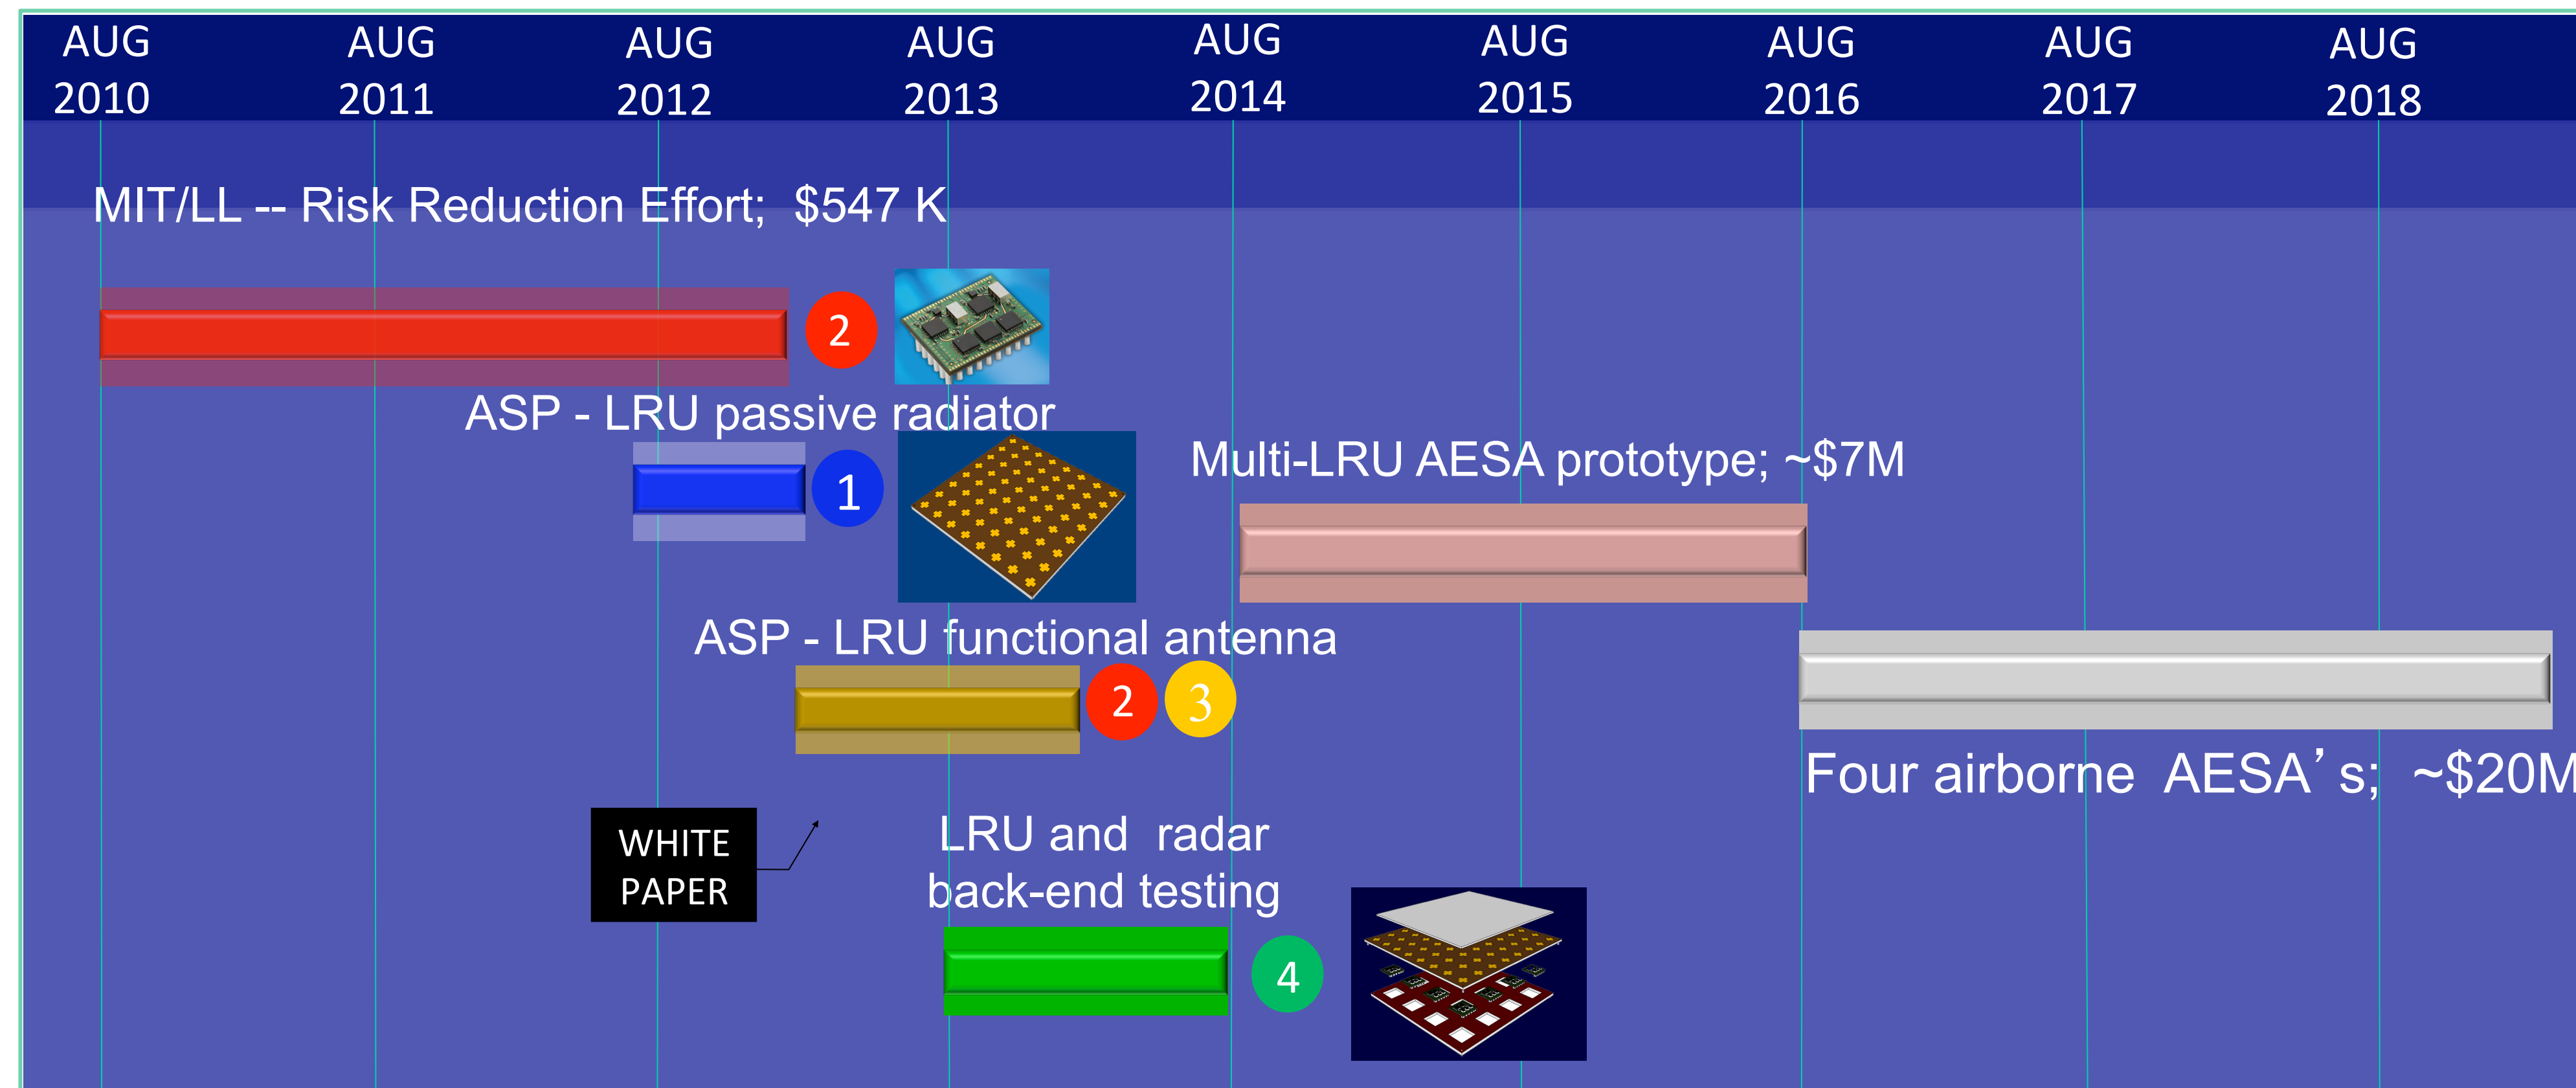 AUG AUG AUG AUG AUG AUG AUG AUG AUG
2010 2011 2012 2013 2014 2015 2016 2017 2018
MIT/LL -- Risk Reduction Effort; $547 K
2
ASP - LRU passive radiator
1
Multi-LRU AESA prototype; ~$7M
ASP - LRU functional antenna
2 3
Four airborne AESA’s; ~$20M
WHITE
PAPER
LRU and radar
back-end testing
4